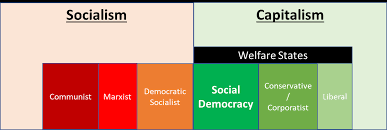 Socialism
Capitalism
Welfare States
Communist
Marxist
Democratic
Socialist
Social
Democracy
Conservative
/
Corporatist
Liberal